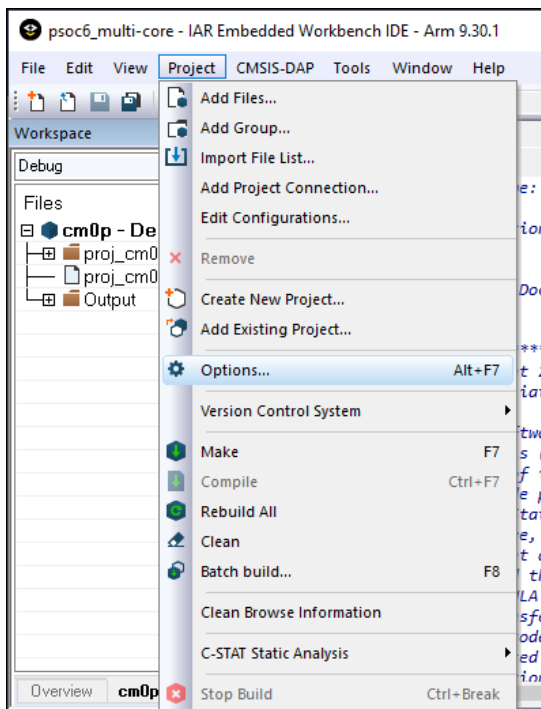 psoc6_multi-core - IAR Embedded Workbench IDE - Arm 9.30.1
File Edit View Project CMSIS-DAP Tools Window Help
Workspace
Debug
Files
cm0p - De
proj_cm0
proj_cm0
Output
Add Files...
Add Group...
Import File List...
Add Project Connection...
Edit Configurations...
Remove
Create New Project...
Add Existing Project...
Options... Alt+F7
Version Control System
Make F7
Compile Ctrl+F7
Rebuild All
Clean
Batch build... F8
Clean Browse Information
C-STAT Static Analysis
Stop Build Ctrl+Break
Overview cm0p